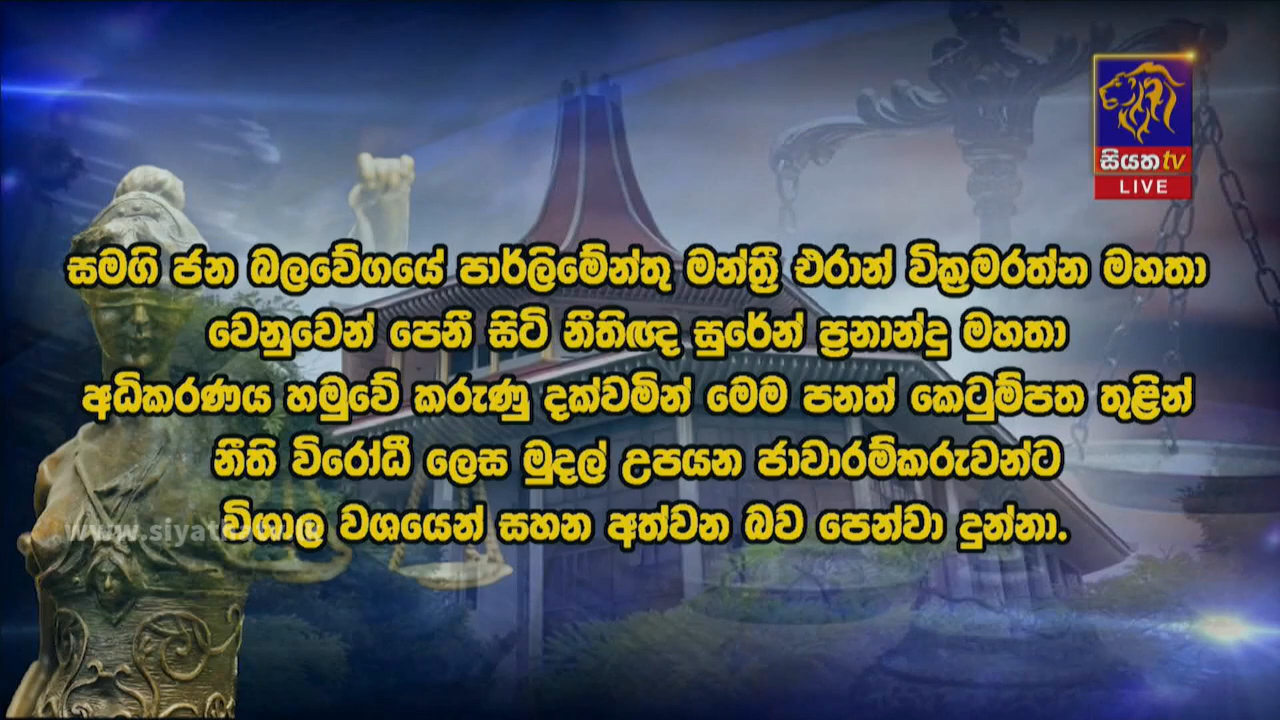 සියත tv
LIVE
සමගි ජන බලවේගයේ පාර්ලිමේන්තු මන්ත්‍රී එරාන් වික්‍රමරත්න මහතා
වෙනුවෙන් පෙනී සිටි නීතිඥ සුරේන් ප්‍රනාන්දු මහතා
අධිකරණය හමුවේ කරුණු දක්වමින් මෙම පනත් කෙටුම්පත තුළින්
නීති විරෝධී ලෙස මුදල් උපයන ජාවාරම්කරුවන්ට
විශාල වශයෙන් සහන අත්වන බව පෙන්වා දුන්නා.